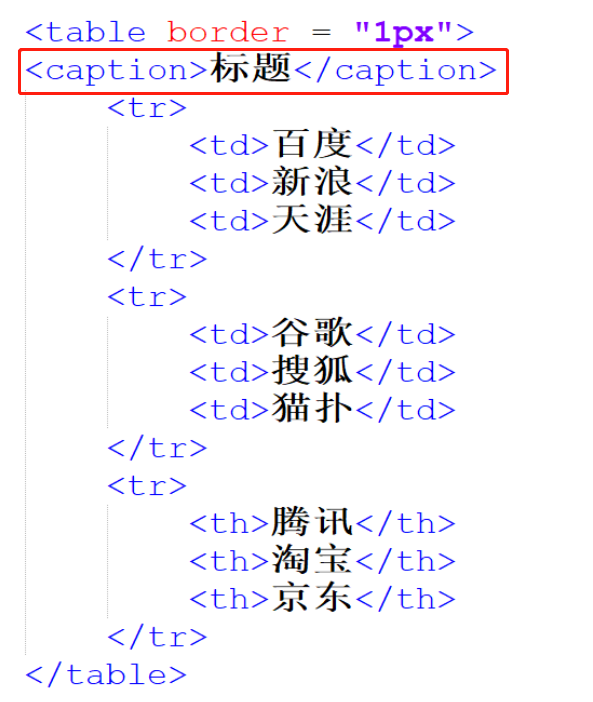 <table border = "1px">
<caption>标题</caption>
<tr>
<td>百度</td>
<td>新浪</td>
<td>天涯</td>
</tr>
<tr>
<td>谷歌</td>
<td>搜狐</td>
<td>猫扑</td>
</tr>
<tr>
<th>腾讯</th>
<th>淘宝</th>
<th>京东</th>
</tr>
</table>